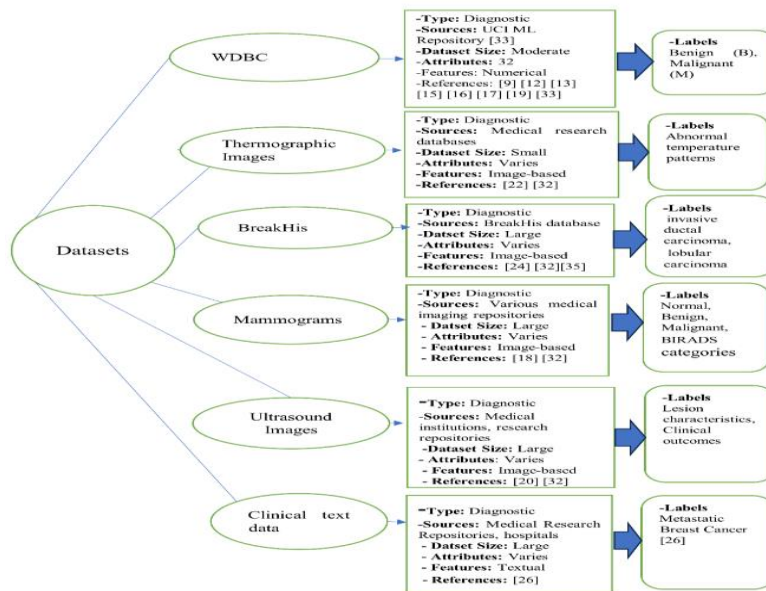 Datasets
WDBC
-Type: Diagnostic
-Sources: UCI ML
Repository [33]
-Dataset Size: Moderate
-Attributes: 32
-Features: Numerical
-References: [9] [12] [13]
[15] [16] [17] [19] [33]
-Labels
Benign (B),
Malignant
(M)
Thermographic
Images
-Type: Diagnostic
-Sources: Medical research
databases
-Dataset Size: Small
-Attributes: Varies
-Features: Image-based
-References: [22] [32]
-Labels
Abnormal
temperature
patterns
BreakHis
-Type: Diagnostic
-Sources: BreakHis database
-Datset Size: Large
-Attributes: Varies
-Features: Image-based
-References: [24] [32][35]
-Labels
invasive
ductal
carcinoma,
lobular
carcinoma
Mammograms
-Type: Diagnostic
-Sources: Various medical
imaging repositories
- Datset Size: Large
- Attributes: Varies
- Features: Image-based
- References: [18] [32]
-Labels
Normal,
Benign,
Malignant,
BIRADS
categories
Ultrasound
Images
-Type: Diagnostic
-Sources: Medical
institutions, research
repositories
-Dataset Size: Large
- Attributes: Varies
- Features: Image-based
- References: [20] [32]
-Labels
Lesion
characteristics,
Clinical
outcomes
Clinical text
data
-Type: Diagnostic
-Sources: Medical Research
Repositories, hospitals
- Datset Size: Large
- Attributes: Varies
- Features: Textual
- References: [26]
-Labels
Metastatic
Breast Cancer
[26]